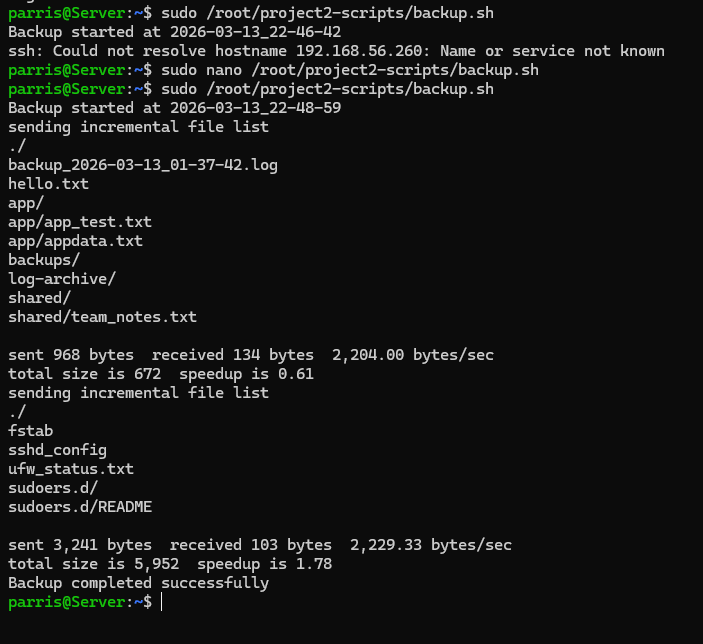 parris@Server:~$ sudo /root/project2-scripts/backup.sh
Backup started at 2026-03-13_22-46-42
ssh: Could not resolve hostname 192.168.56.260: Name or service not known
parris@Server:~$ sudo nano /root/project2-scripts/backup.sh
parris@Server:~$ sudo /root/project2-scripts/backup.sh
Backup started at 2026-03-13_22-48-59
sending incremental file list
./
backup_2026-03-13_01-37-42.log
hello.txt
app/
app/app_test.txt
app/appdata.txt
backups/
log-archive/
shared/
shared/team_notes.txt

sent 968 bytes  received 134 bytes  2,204.00 bytes/sec
total size is 672  speedup is 0.61
sending incremental file list
./
fstab
sshd_config
ufw_status.txt
sudoers.d/
sudoers.d/README

sent 3,241 bytes  received 103 bytes  2,229.33 bytes/sec
total size is 5,952  speedup is 1.78
Backup completed successfully
parris@Server:~$